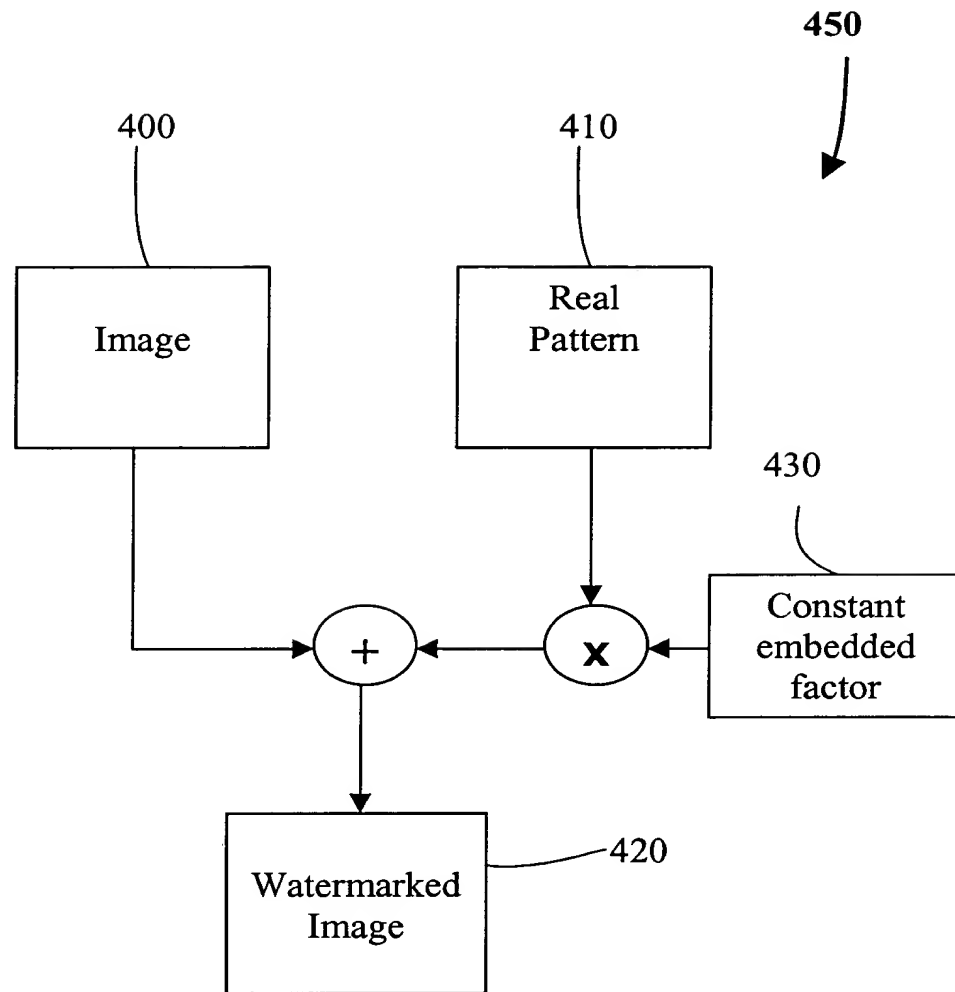 450
400
410
Image
Real
Pattern
430
Constant
embedded
factor
+
x
420
Watermarked
Image